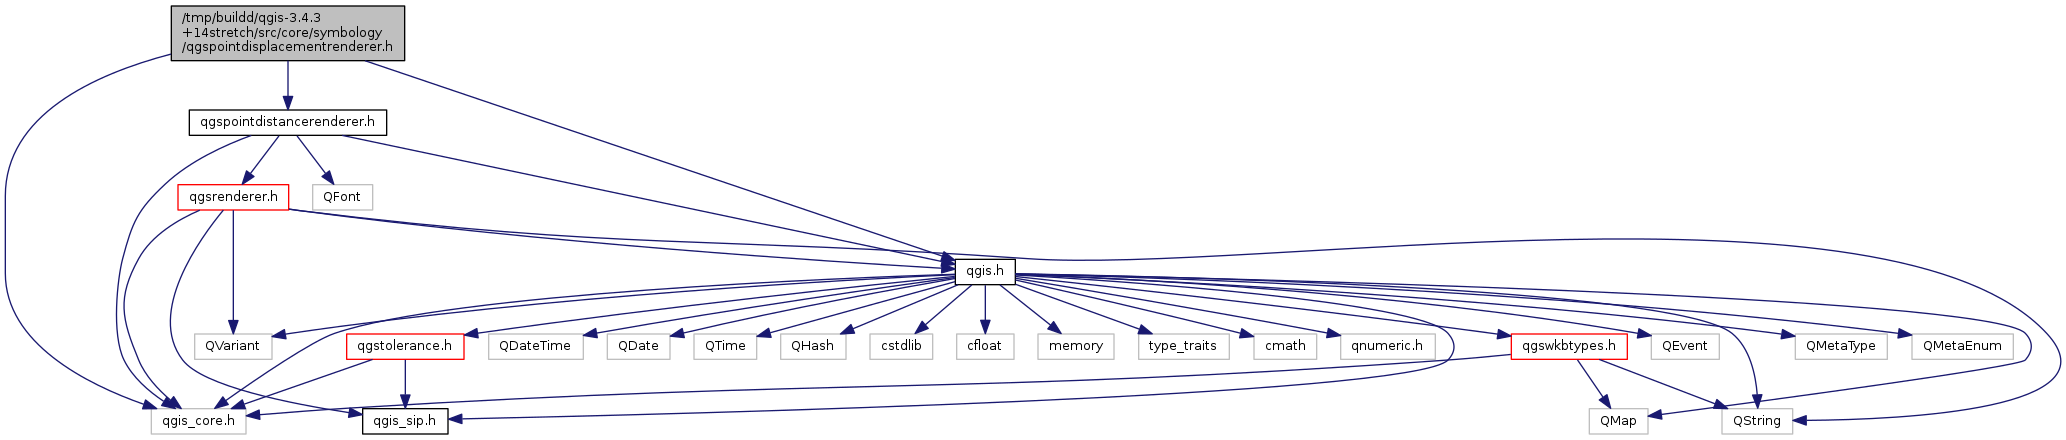 /tmp/buildd/qgis-3.4.3
+14stretch/src/core/symbology
/qgspointdisplacementrenderer.h
qgspointdistancerenderer.h
qgsrenderer.h
QFont
qgis.h
QVariant
qgstolerance.h
QDateTime
QDate
QTime
QHash
cstdlib
cfloat
memory
type_traits
cmath
qnumeric.h
qgswkbtypes.h
QEvent
QMetaType
QMetaEnum
qgis_core.h
qgis_sip.h
QMap
QString